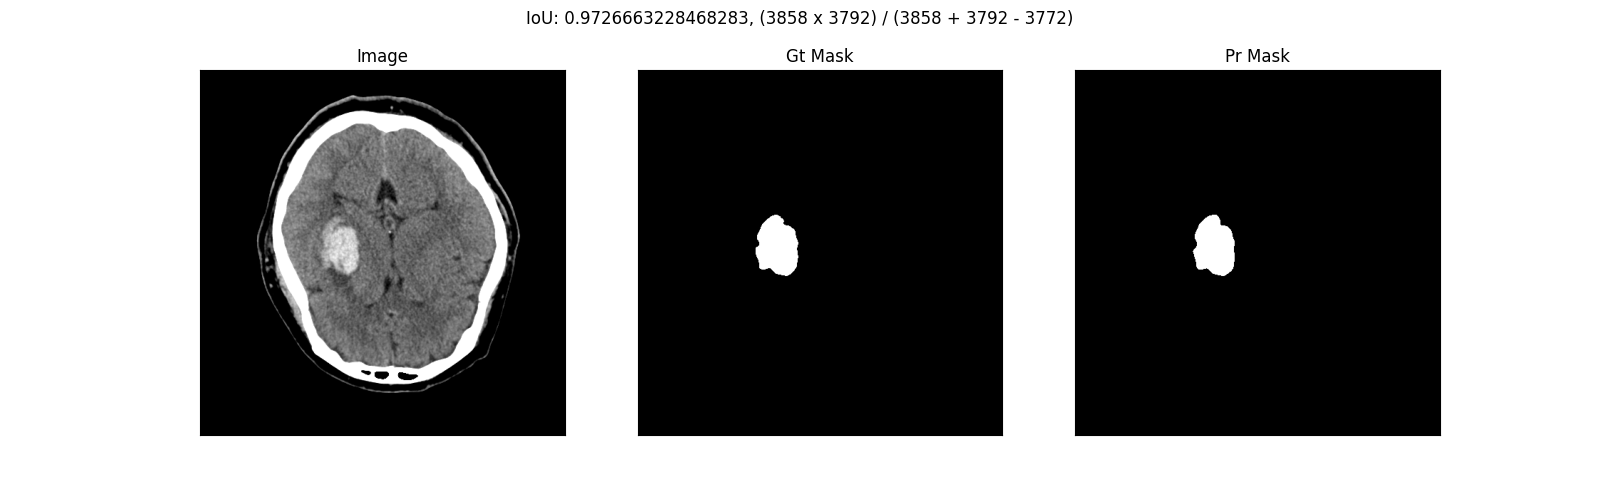 IoU: 0.9726663228468283, (3858 x 3792) / (3858 + 3792 - 3772)
Image
Gt Mask
Pr Mask